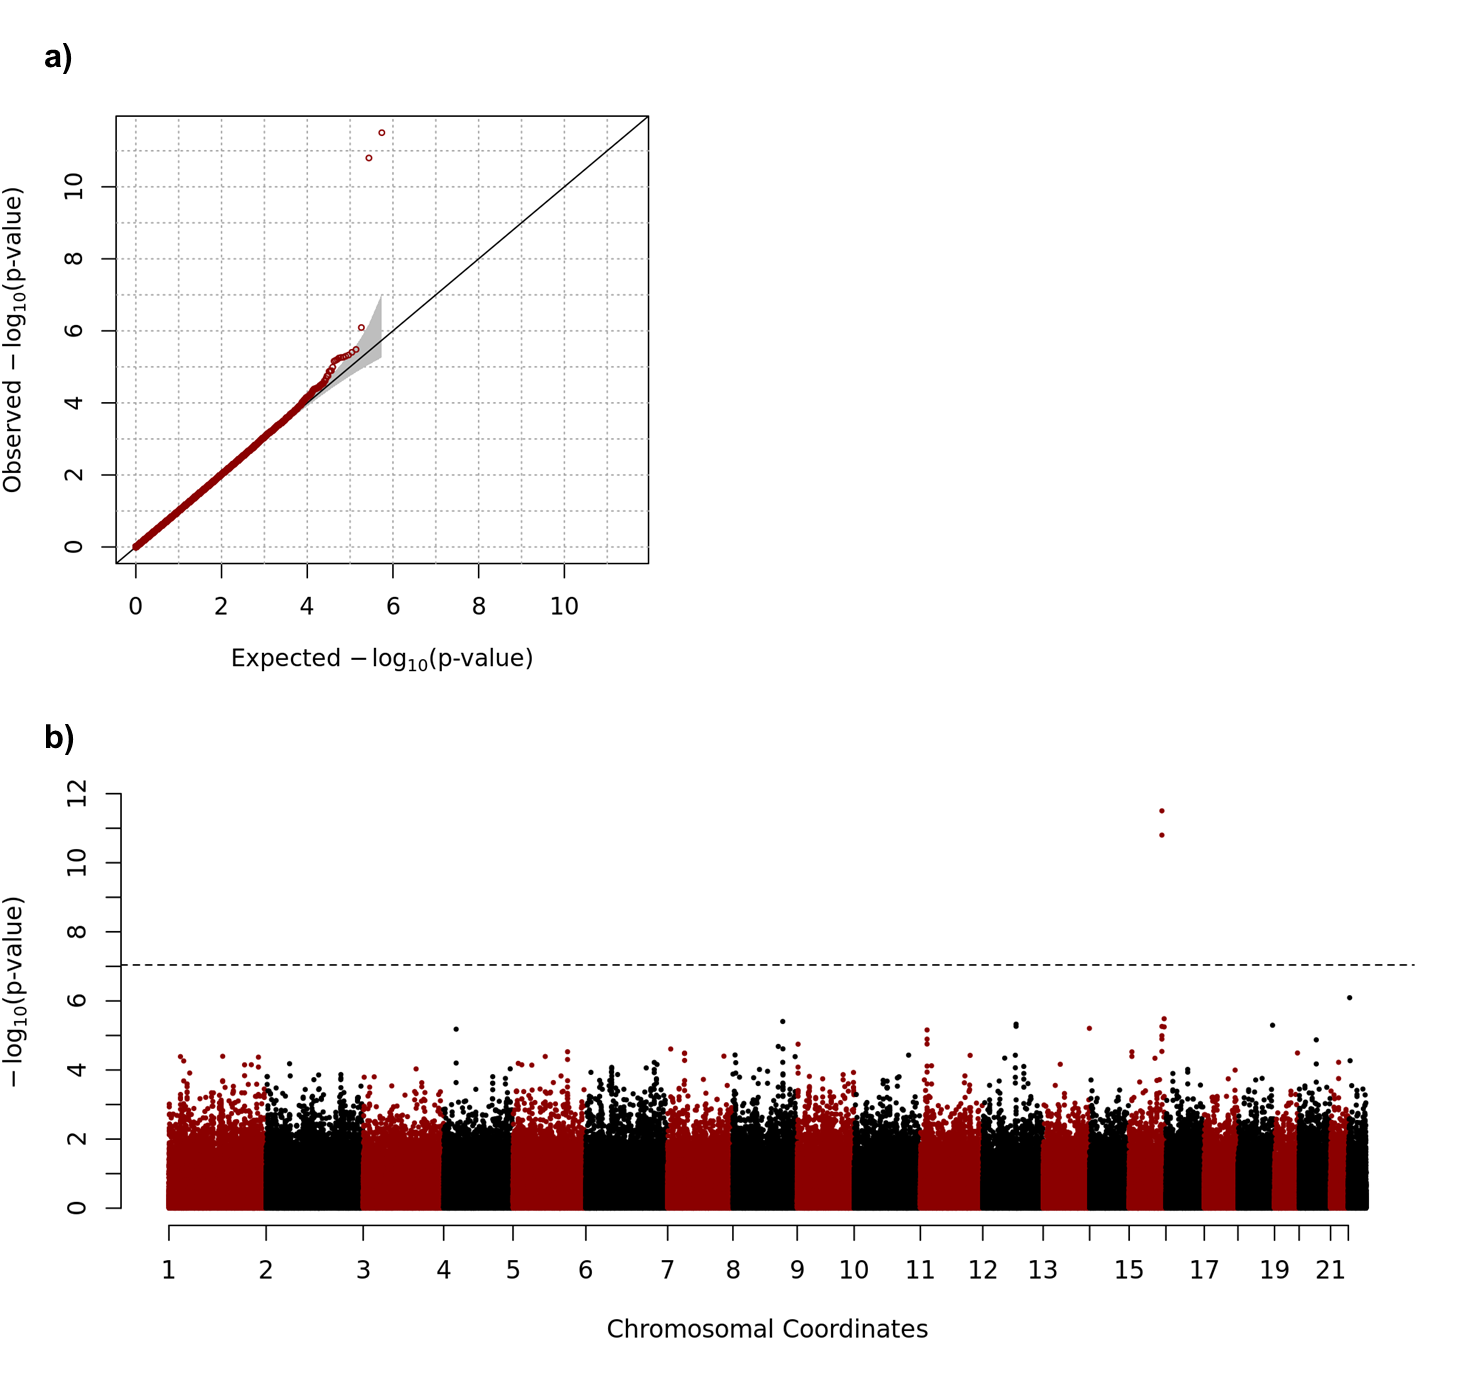 a)
Observed −log10(p-value)
10
8
6
4
2
0
0 2 4 6 8 10
Expected −log10(p-value)
b)
−log10(p-value)
12
10
8
6
4
2
0
1 2 3 4 5 6 7 8 9 10 11 12 13 15 17 19 21
Chromosomal Coordinates